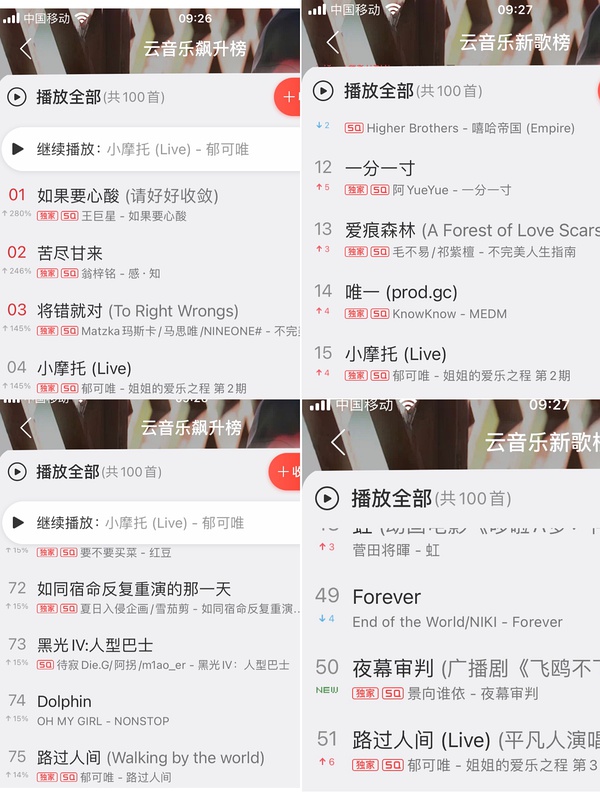 中国移动 09:26
云音乐飙升榜
播放全部(共100首)
继续播放：小摩托 (Live) - 郁可唯
01 如果要心酸 (请好好收敛)
↑280% 独家 SQ 王巨星 - 如果要心酸
02 苦尽甘来
↑246% 独家 SQ 翁梓铭 - 感·知
03 将错就对 (To Right Wrongs)
↑145% 独家 SQ Matzka玛斯卡/马思唯/NINEONE# - 不完
04 小摩托 (Live)
↑145% 独家 SQ 郁可唯 - 姐姐的爱乐之程 第2期
中国移动 09:27
云音乐新歌榜
播放全部(共100首)
↓2 SQ Higher Brothers - 嘻哈帝国 (Empire)
12 一分一寸
↑5 独家 SQ 阿YueYue - 一分一寸
13 爱痕森林 (A Forest of Love Scars
↑3 独家 SQ 毛不易/祁紫檀 - 不完美人生指南
14 唯一 (prod.gc)
↑4 独家 SQ KnowKnow - MEDM
15 小摩托 (Live)
↑4 独家 SQ 郁可唯 - 姐姐的爱乐之程 第2期
中国移动
云音乐飙升榜
播放全部(共100首)
+收
继续播放：小摩托 (Live) - 郁可唯
↑15% 独家 SQ 要不要买菜 - 红豆
72 如同宿命反复重演的那一天
↑15% 独家 SQ 夏日入侵企画/雪茄剪 - 如同宿命反复重演...
73 黑光IV:人型巴士
↑15% SQ 待寂Die.G/阿拐/m1ao_er - 黑光IV：人型巴士
74 Dolphin
↑15% OH MY GIRL - NONSTOP
75 路过人间 (Walking by the world)
↑14% 独家 SQ 郁可唯 - 路过人间
中国移动 09:27
云音乐新歌榜
播放全部(共100首)
↑3 菅田将暉 - 虹
49 Forever
↓4 End of the World/NIKI - Forever
50 夜幕审判 (广播剧《飞鸥不下
NEW 独家 SQ 景向谁依 - 夜幕审判
51 路过人间 (Live) (平凡人演唱
↑6 独家 SQ 郁可唯 - 姐姐的爱乐之程 第3